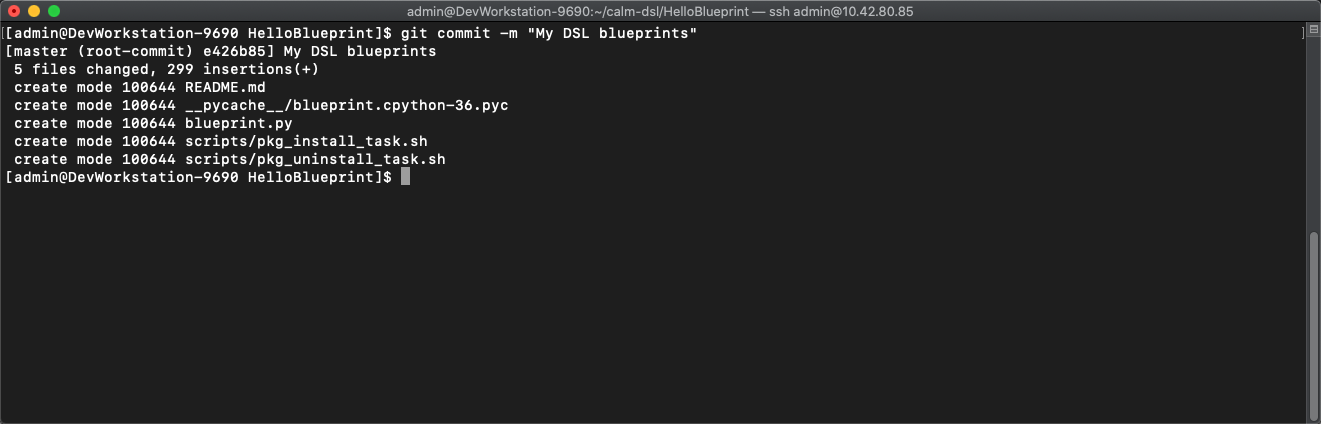 admin@DevWorkstation-9690:~/calm-dsl/HelloBlueprint — ssh admin@10.42.80.85
[[admin@DevWorkstation-9690 HelloBlueprint]$ git commit -m "My DSL blueprints" ]
[master (root-commit) e426b85] My DSL blueprints
 5 files changed, 299 insertions(+)
 create mode 100644 README.md
 create mode 100644 __pycache__/blueprint.cpython-36.pyc
 create mode 100644 blueprint.py
 create mode 100644 scripts/pkg_install_task.sh
 create mode 100644 scripts/pkg_uninstall_task.sh
[admin@DevWorkstation-9690 HelloBlueprint]$